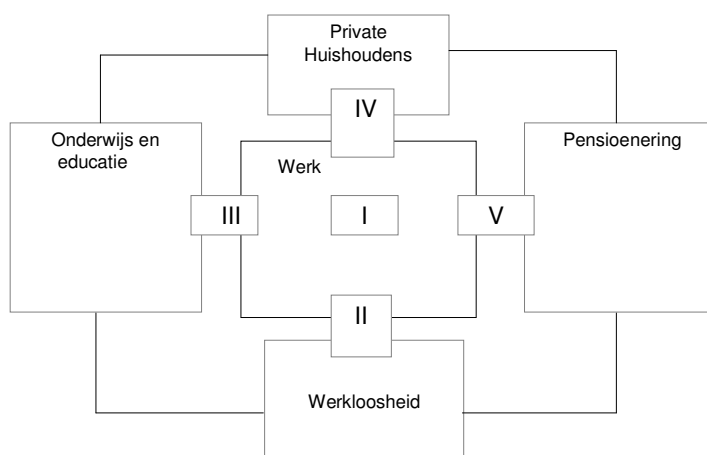 Private
Huishoudens
IV
Onderwijs en
educatie
Pensioenering
Werk
III
I
V
II
Werkloosheid